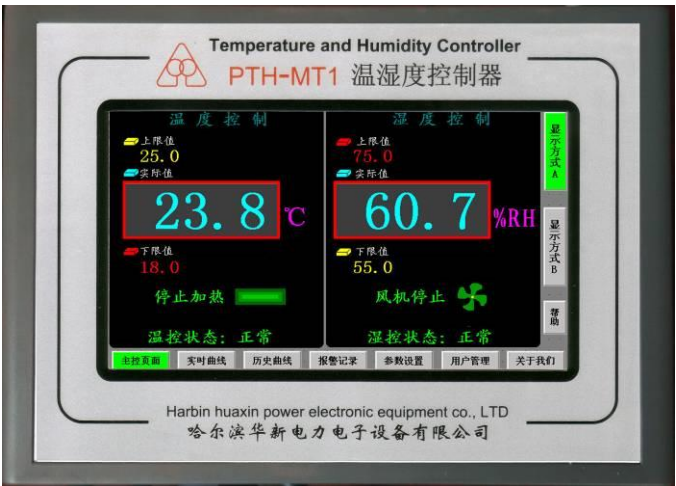 Temperature and Humidity Controller
PTH-MT1 温湿度控制器
温度控制
上限值
25.0
实际值
23.8 ℃
下限值
18.0
停止加热
温控状态：正常
湿度控制
上限值
75.0
实际值
60.7 %RH
下限值
55.0
风机停止
湿控状态：正常
显示方式A
显示方式B
帮助
主控页面 实时曲线 历史曲线 报警记录 参数设置 用户管理 关于我们
Harbin huaxin power electronic equipment co., LTD
哈尔滨华新电力电子设备有限公司